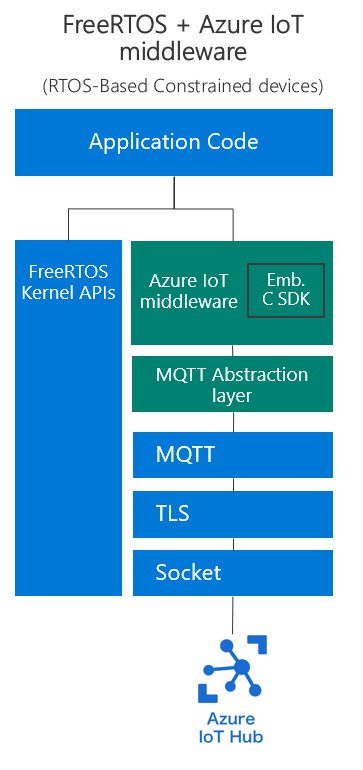 FreeRTOS + Azure IoT
middleware
(RTOS-Based Constrained devices)
Application Code
FreeRTOS
Kernel APIs
Azure IoT
middleware
Emb.
C SDK
MQTT Abstraction
layer
MQTT
TLS
Socket
Azure
IoT Hub